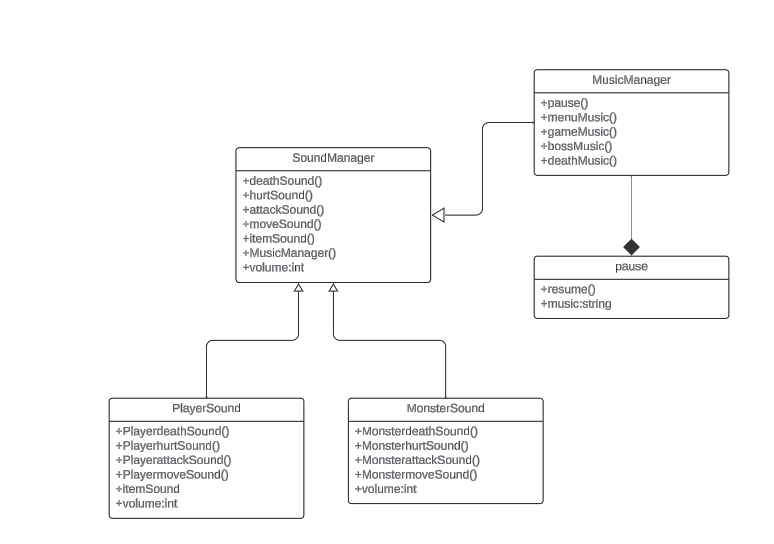 MusicManager
+pause()
+menuMusic()
+gameMusic()
+bossMusic()
+deathMusic()
SoundManager
+deathSound()
+hurtSound()
+attackSound()
+moveSound()
+itemSound()
+MusicManager()
+volume:int
pause
+resume()
+music:string
PlayerSound
+PlayerdeathSound()
+PlayerhurtSound()
+PlayerattackSound()
+PlayermoveSound()
+itemSound
+volume:int
MonsterSound
+MonsterdeathSound()
+MonsterhurtSound()
+MonsterattackSound()
+MonstermoveSound()
+volume:int